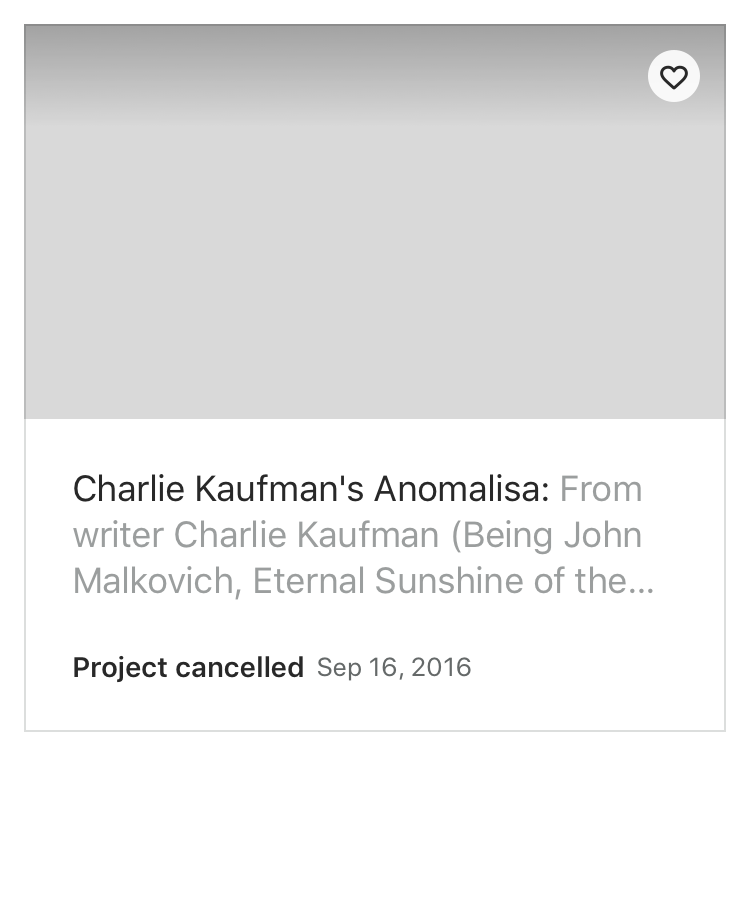 Charlie Kaufman's Anomalisa: From
writer Charlie Kaufman (Being John
Malkovich, Eternal Sunshine of the...
Project cancelled Sep 16, 2016